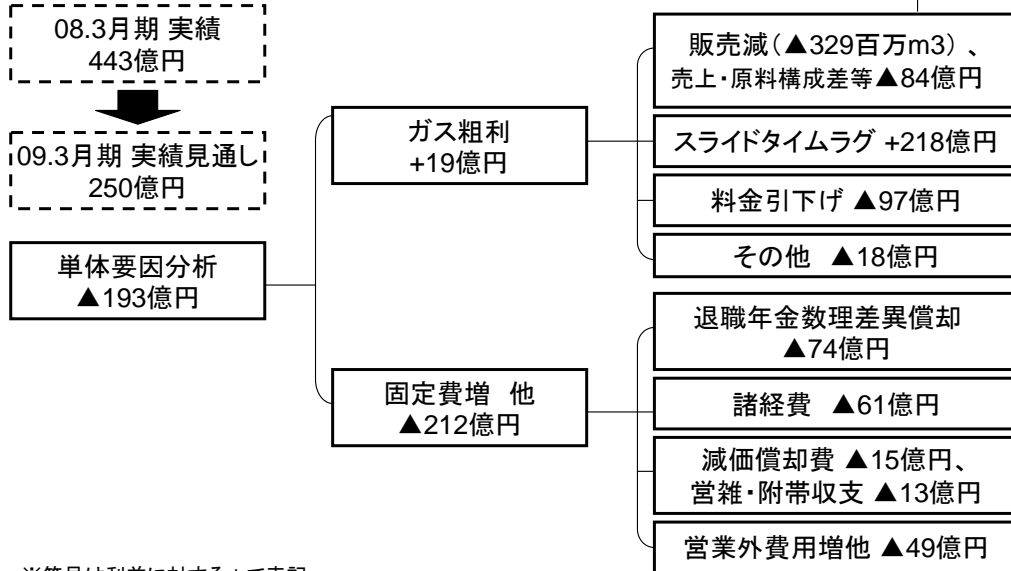 08.3月期 実績
443億円
09.3月期 実績見通し
250億円
単体要因分析
▲193億円
ガス粗利
+19億円
固定費増 他
▲212億円
販売減(▲329百万m3)、
売上・原料構成差等▲84億円
スライドタイムラグ +218億円
料金引下げ ▲97億円
その他 ▲18億円
退職年金数理差異償却
▲74億円
諸経費 ▲61億円
減価償却費 ▲15億円、
営雑・附帯収支 ▲13億円
営業外費用増他 ▲49億円